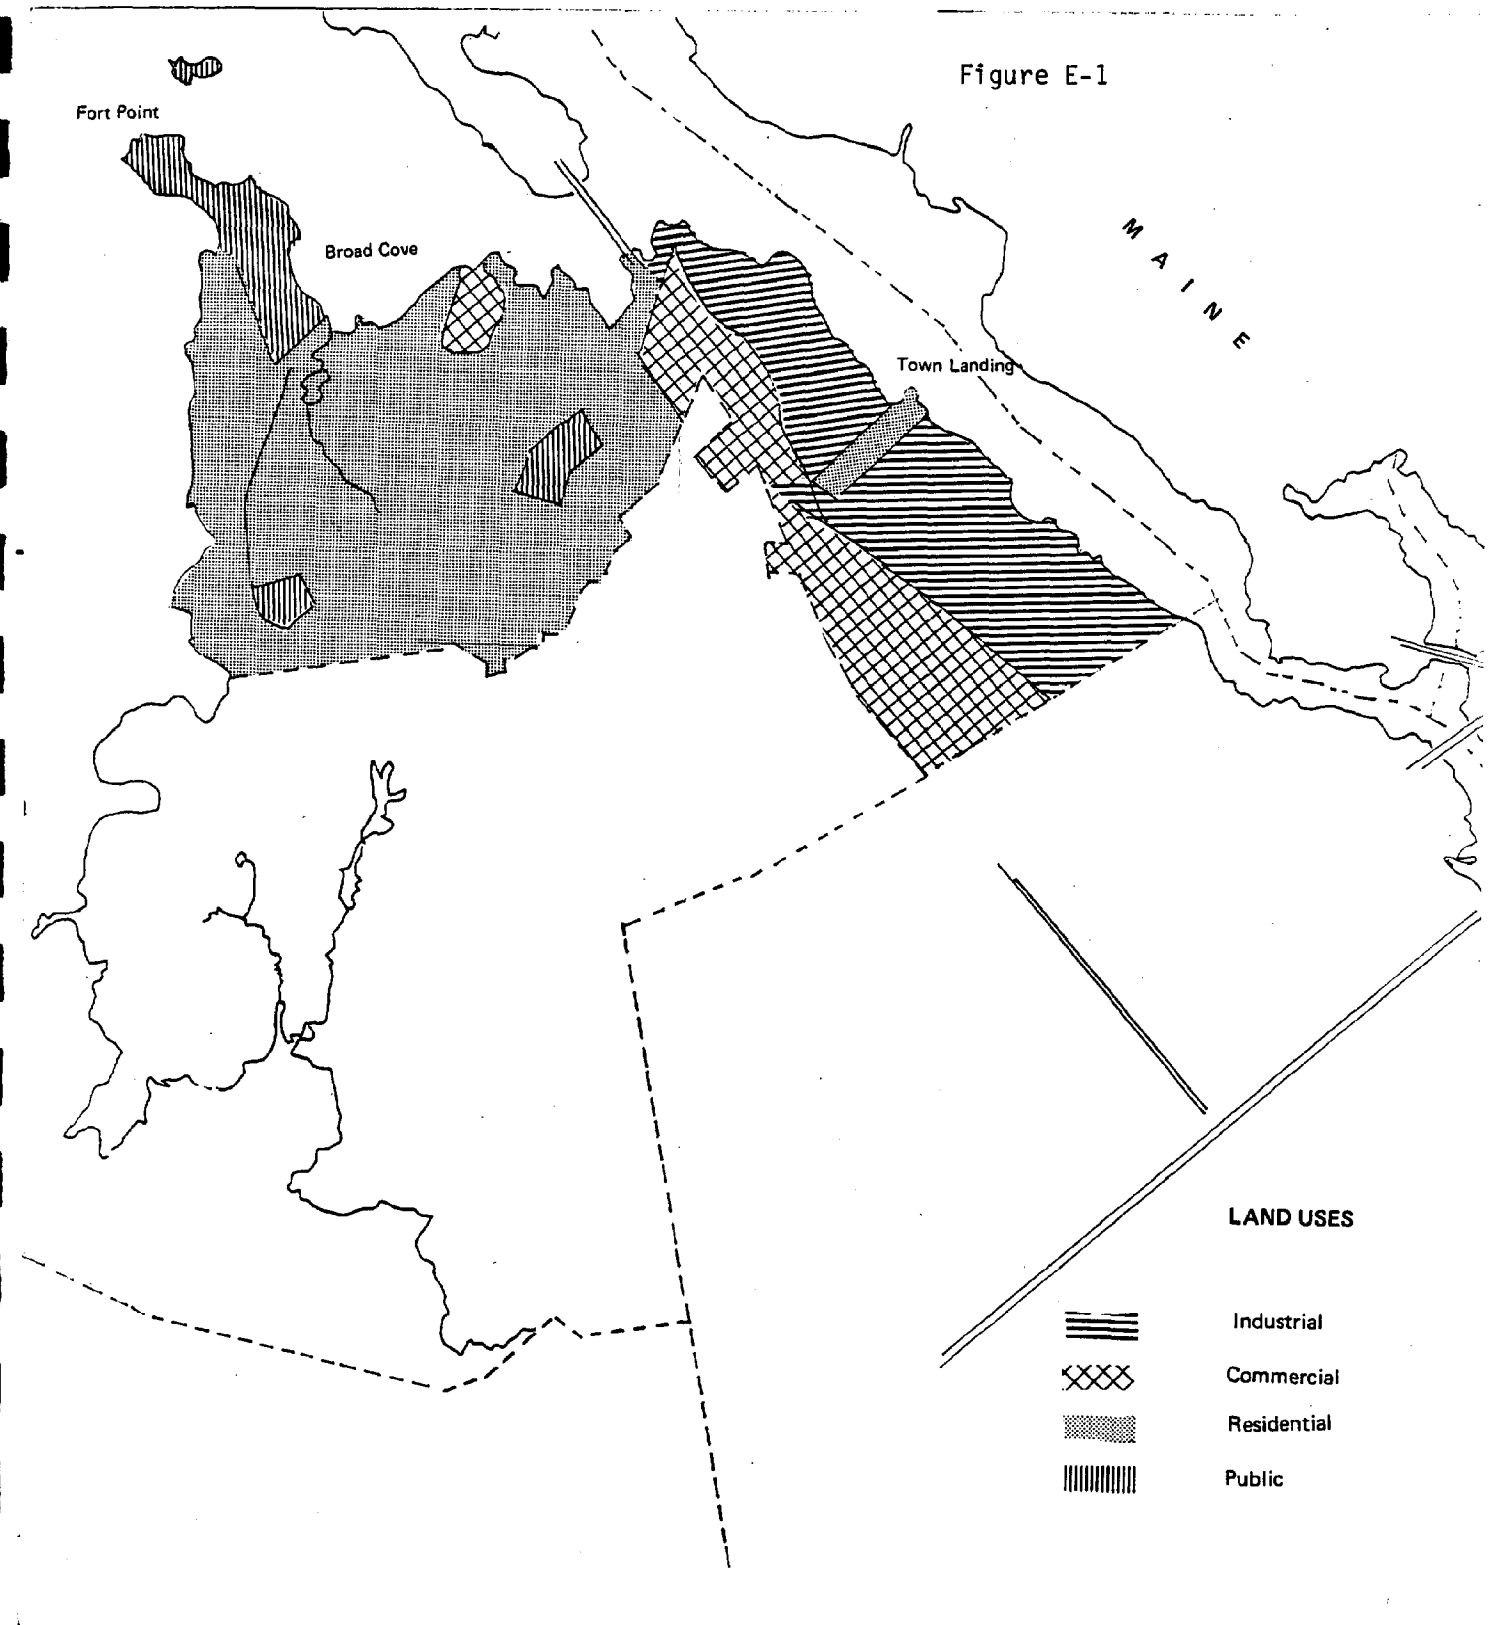 Figure E-1
Fort Point
Broad Cove
MAINE
Town Landing
LAND USES
Industrial
Commercial
Residential
Public